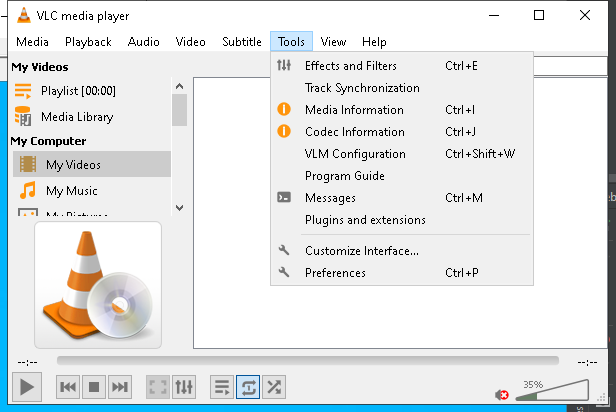 VLC media player
Media Playback Audio Video Subtitle Tools View Help
My Videos
Playlist [00:00]
Media Library
My Computer
My Videos
My Music
My Pictures
Effects and Filters Ctrl+E
Track Synchronization
Media Information Ctrl+I
Codec Information Ctrl+J
VLM Configuration Ctrl+Shift+W
Program Guide
Messages Ctrl+M
Plugins and extensions
Customize Interface...
Preferences Ctrl+P
--:-- --:--
35%